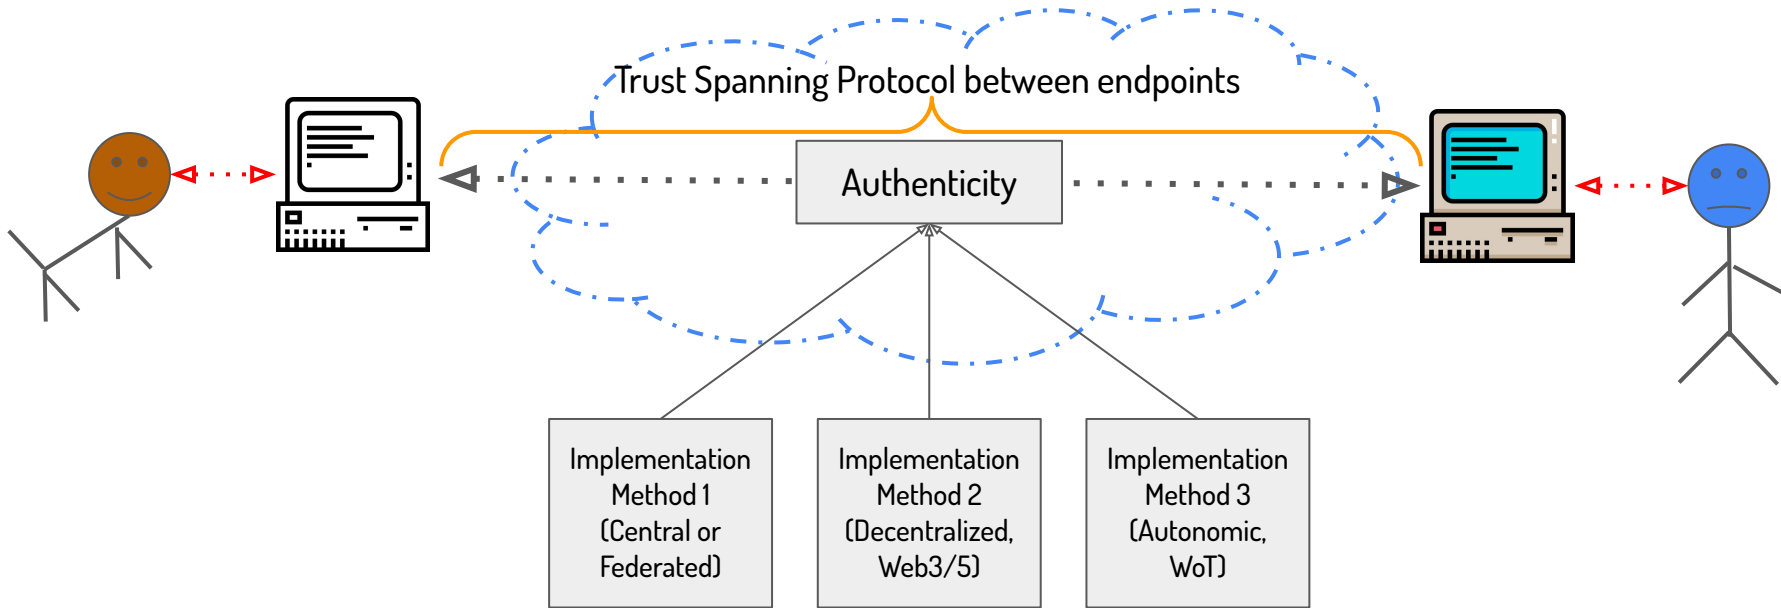 Trust Spanning Protocol between endpoints
Authenticity
Implementation
Method 1
(Central or
Federated)
Implementation
Method 2
(Decentralized,
Web3/5)
Implementation
Method 3
(Autonomic,
WoT)